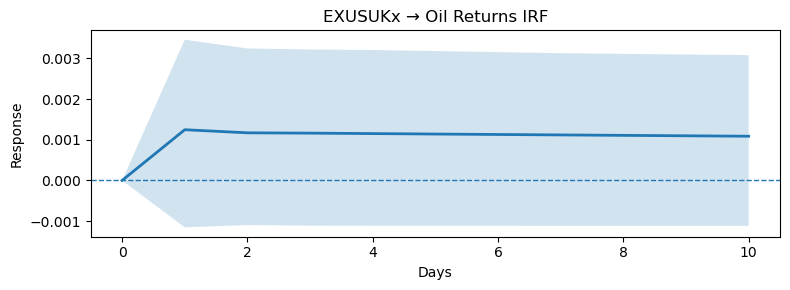 EXUSUKx → Oil Returns IRF
Response
0.003
0.002
0.001
0.000
−0.001
0 2 4 6 8 10
Days